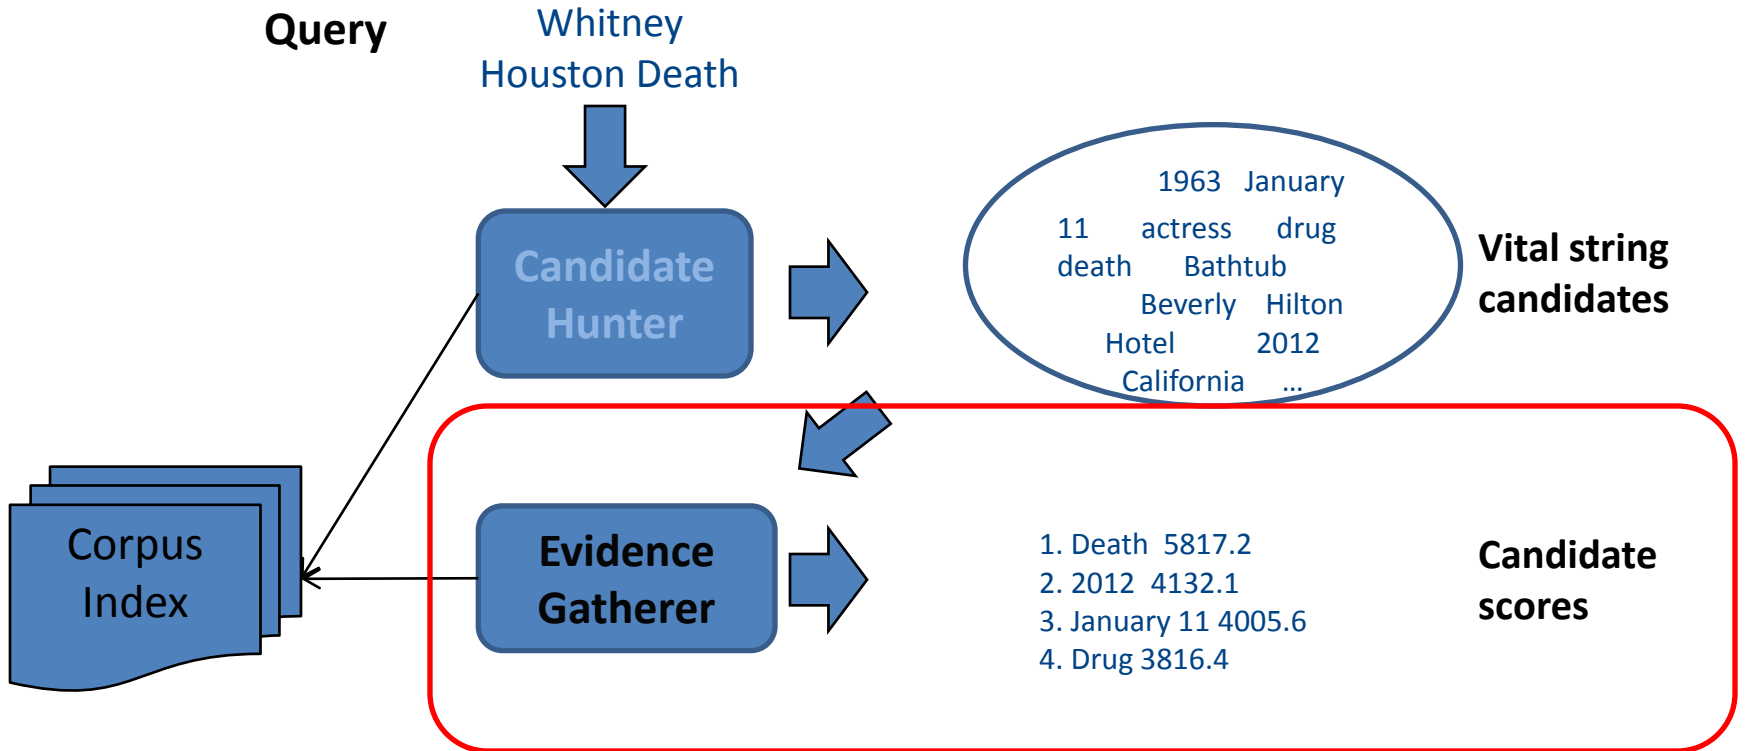 Query
Whitney
Houston Death
Candidate
Hunter
1963 January
11 actress drug
death Bathtub
Beverly Hilton
Hotel 2012
California ...
Vital string
candidates
Corpus
Index
Evidence
Gatherer
1. Death 5817.2
2. 2012 4132.1
3. January 11 4005.6
4. Drug 3816.4
Candidate
scores